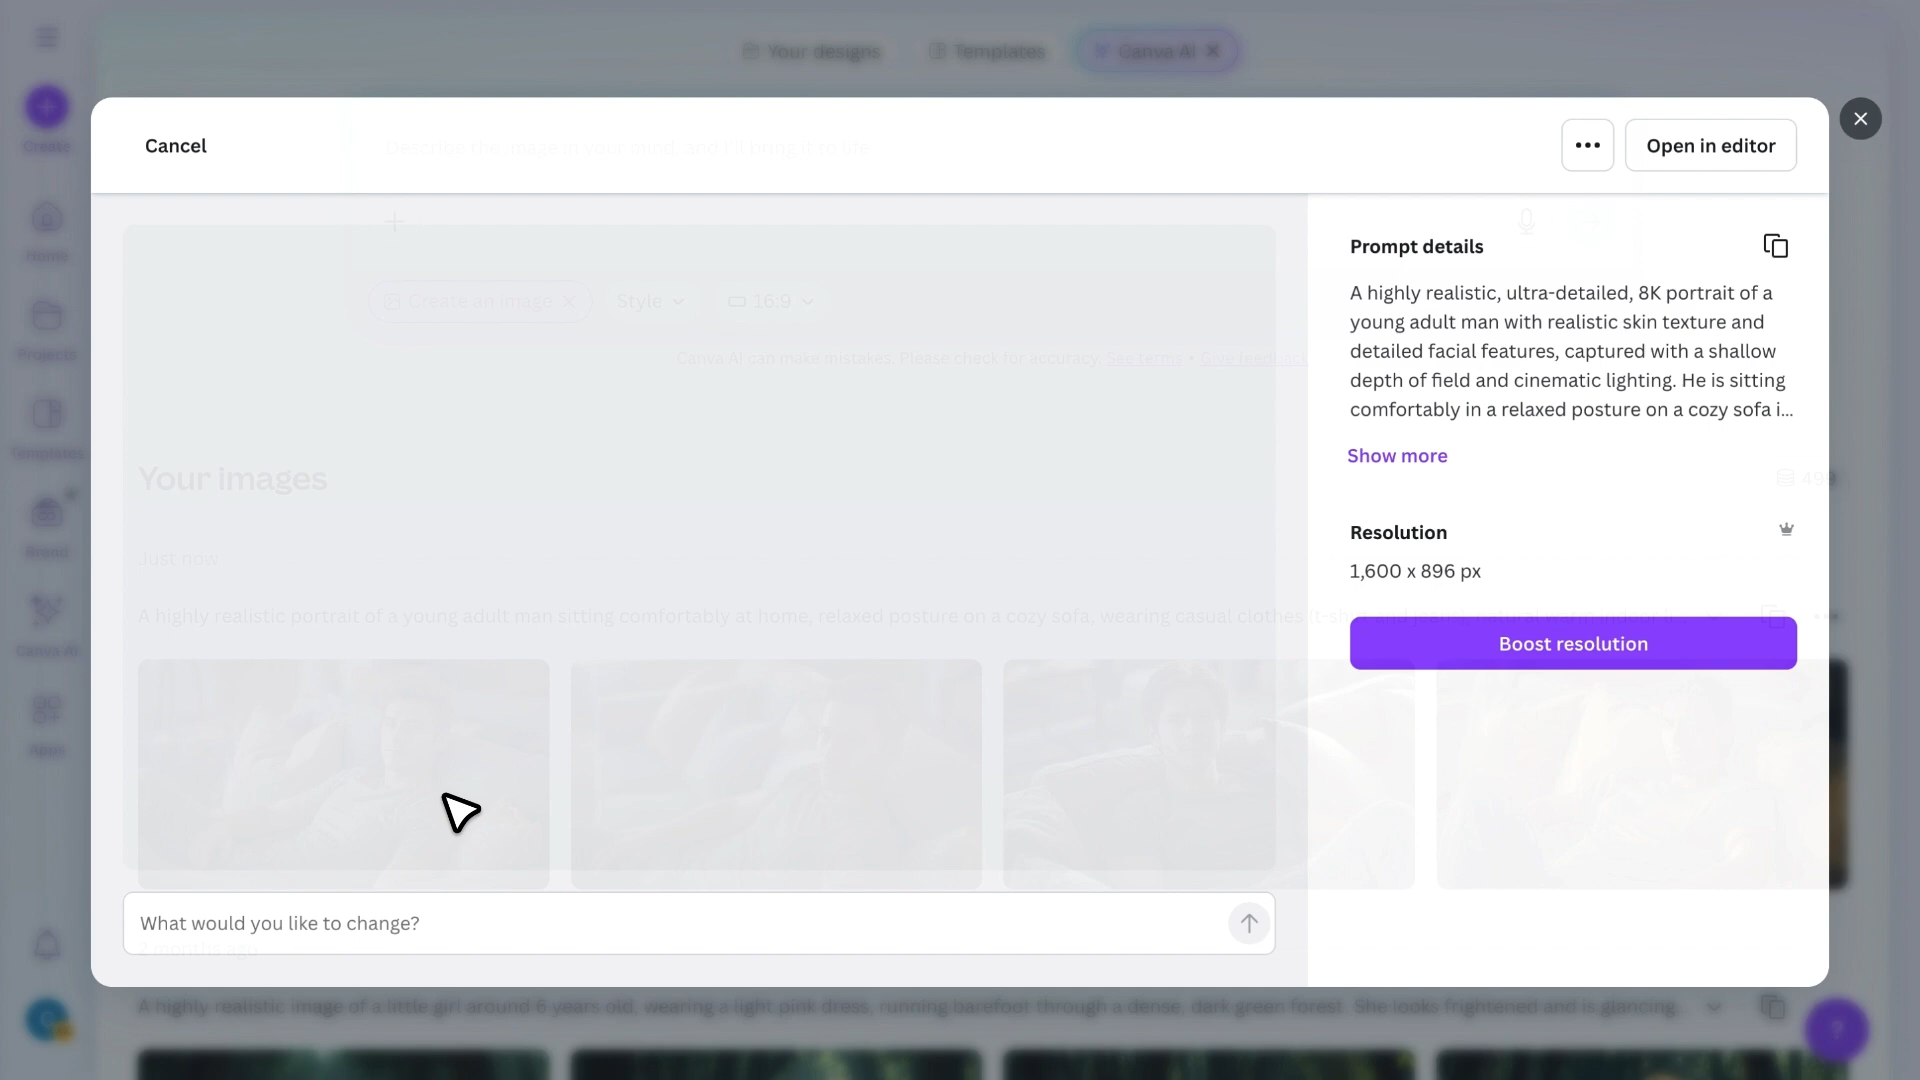 Your designs
Templates
Canva AI
Create
Cancel
Describe the image in your mind, and I'll bring it to life
Open in editor
Home
Prompt details
A highly realistic, ultra-detailed, 8K portrait of a
young adult man with realistic skin texture and
detailed facial features, captured with a shallow
depth of field and cinematic lighting. He is sitting
comfortably in a relaxed posture on a cozy sofa i...
Create an image
Style
16:9
Projects
Canva AI can make mistakes. Please check for accuracy. See terms • Give feedback
Templates
Show more
Your images
499
Resolution
1,600 x 896 px
Brand
Just now
A highly realistic portrait of a young adult man sitting comfortably at home, relaxed posture on a cozy sofa, wearing casual clothes (t-shirt and jeans), natural warm indoor li...
Boost resolution
Canva AI
Apps
What would you like to change?
2 months ago
A highly realistic image of a little girl around 6 years old, wearing a light pink dress, running barefoot through a dense, dark green forest. She looks frightened and is glancing...
?